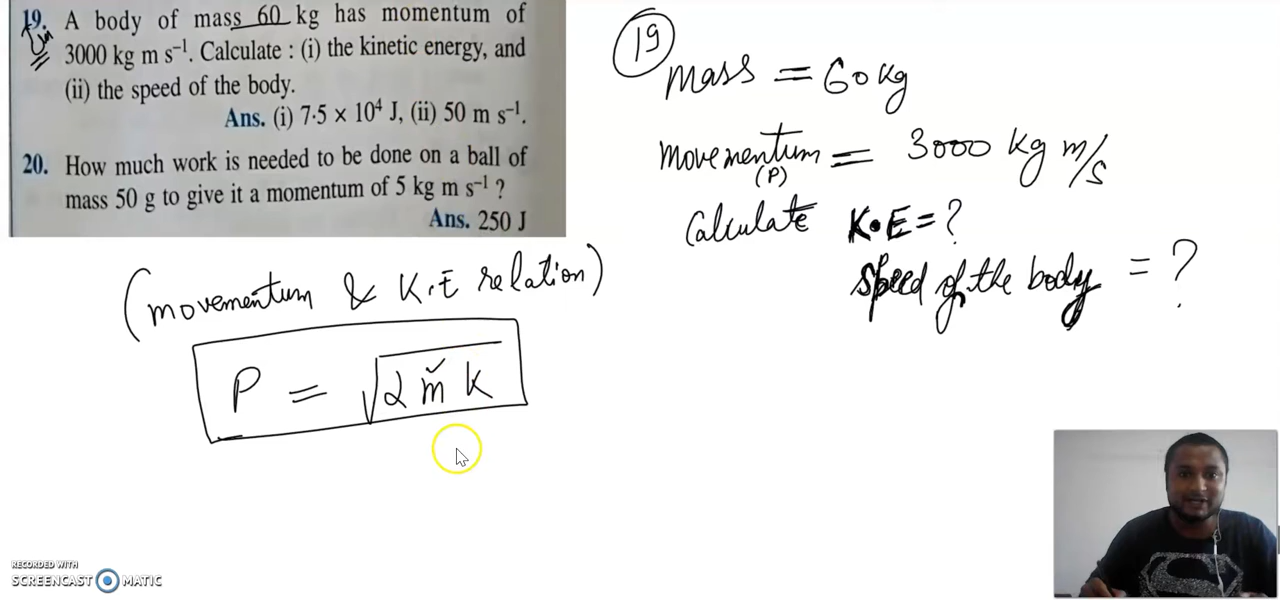 19. A body of mass 60 kg has momentum of
3000 kg m s⁻¹. Calculate : (i) the kinetic energy, and
(ii) the speed of the body.
Ans. (i) 7·5 × 10⁴ J, (ii) 50 m s⁻¹.
20. How much work is needed to be done on a ball of
mass 50 g to give it a momentum of 5 kg m s⁻¹ ?
Ans. 250 J
(movementum & K.E relation)
P = √2 m k
19
mass = 60 kg
movementum = 3000 kg m/s
(P)
Calculate K.E = ?
speed of the body = ?
RECORDED WITH
SCREENCAST MATIC